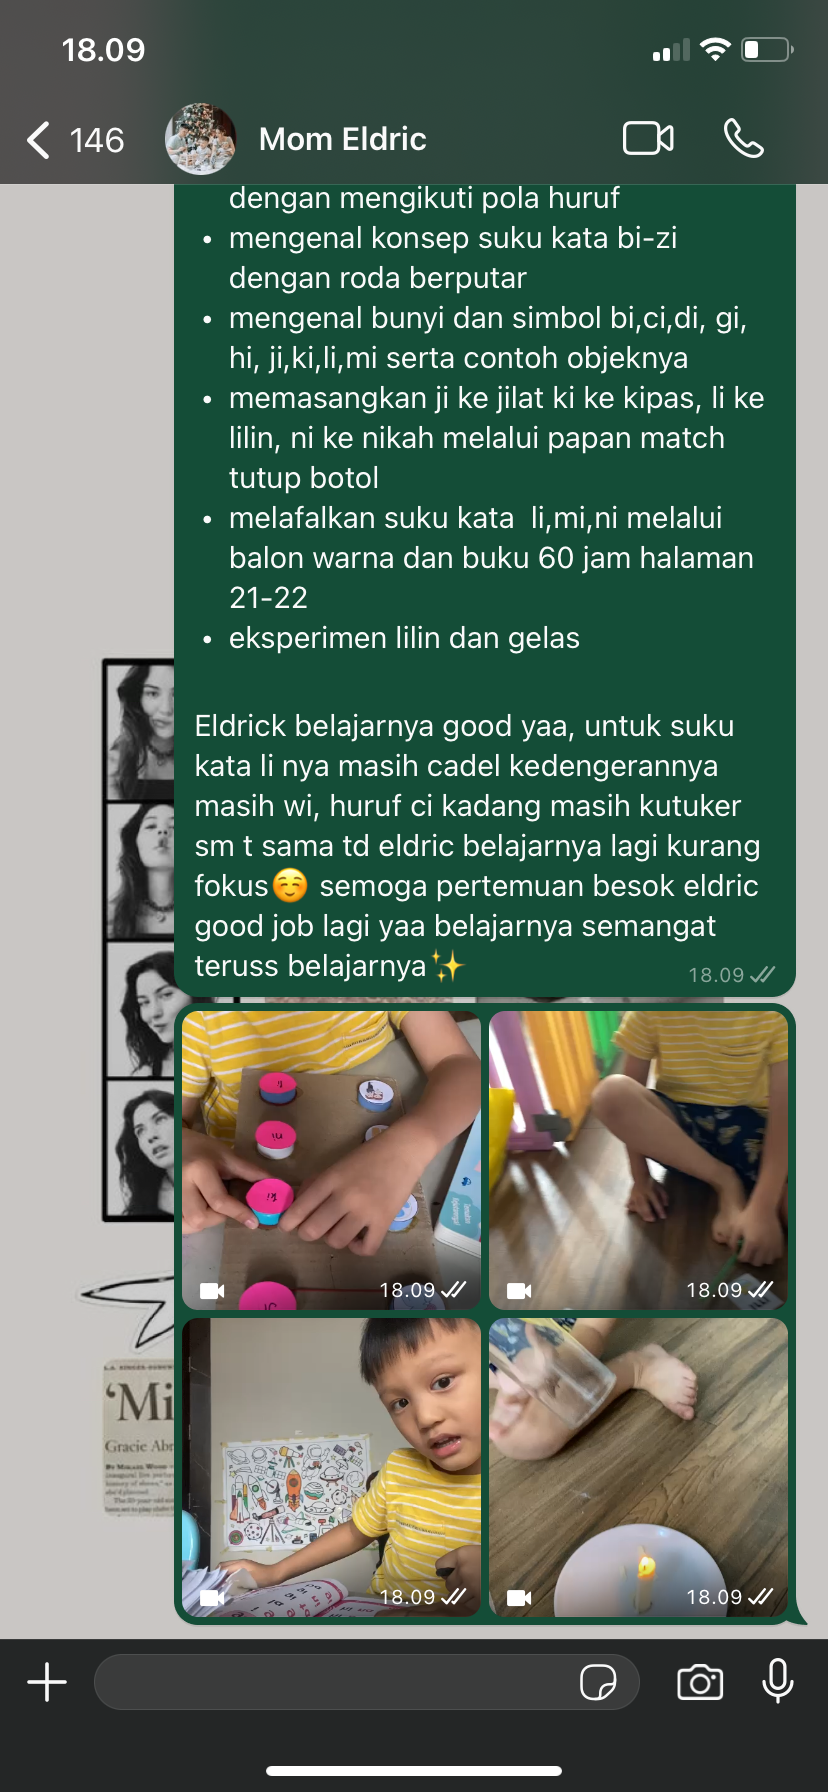 18.09
146
Mom Eldric
dengan mengikuti pola huruf
• mengenal konsep suku kata bi-zi
dengan roda berputar
• mengenal bunyi dan simbol bi,ci,di, gi,
hi, ji,ki,li,mi serta contoh objeknya
• memasangkan ji ke jilat ki ke kipas, li ke
lilin, ni ke nikah melalui papan match
tutup botol
• melafalkan suku kata  li,mi,ni melalui
balon warna dan buku 60 jam halaman
21-22
• eksperimen lilin dan gelas
Eldrick belajarnya good yaa, untuk suku
kata li nya masih cadel kedengerannya
masih wi, huruf ci kadang masih kutuker
sm t sama td eldric belajarnya lagi kurang
fokus☺️ semoga pertemuan besok eldric
good job lagi yaa belajarnya semangat
teruss belajarnya✨
18.09
li
ni
ki
18.09
18.09
18.09
18.09
'Mi
Gracie Abr